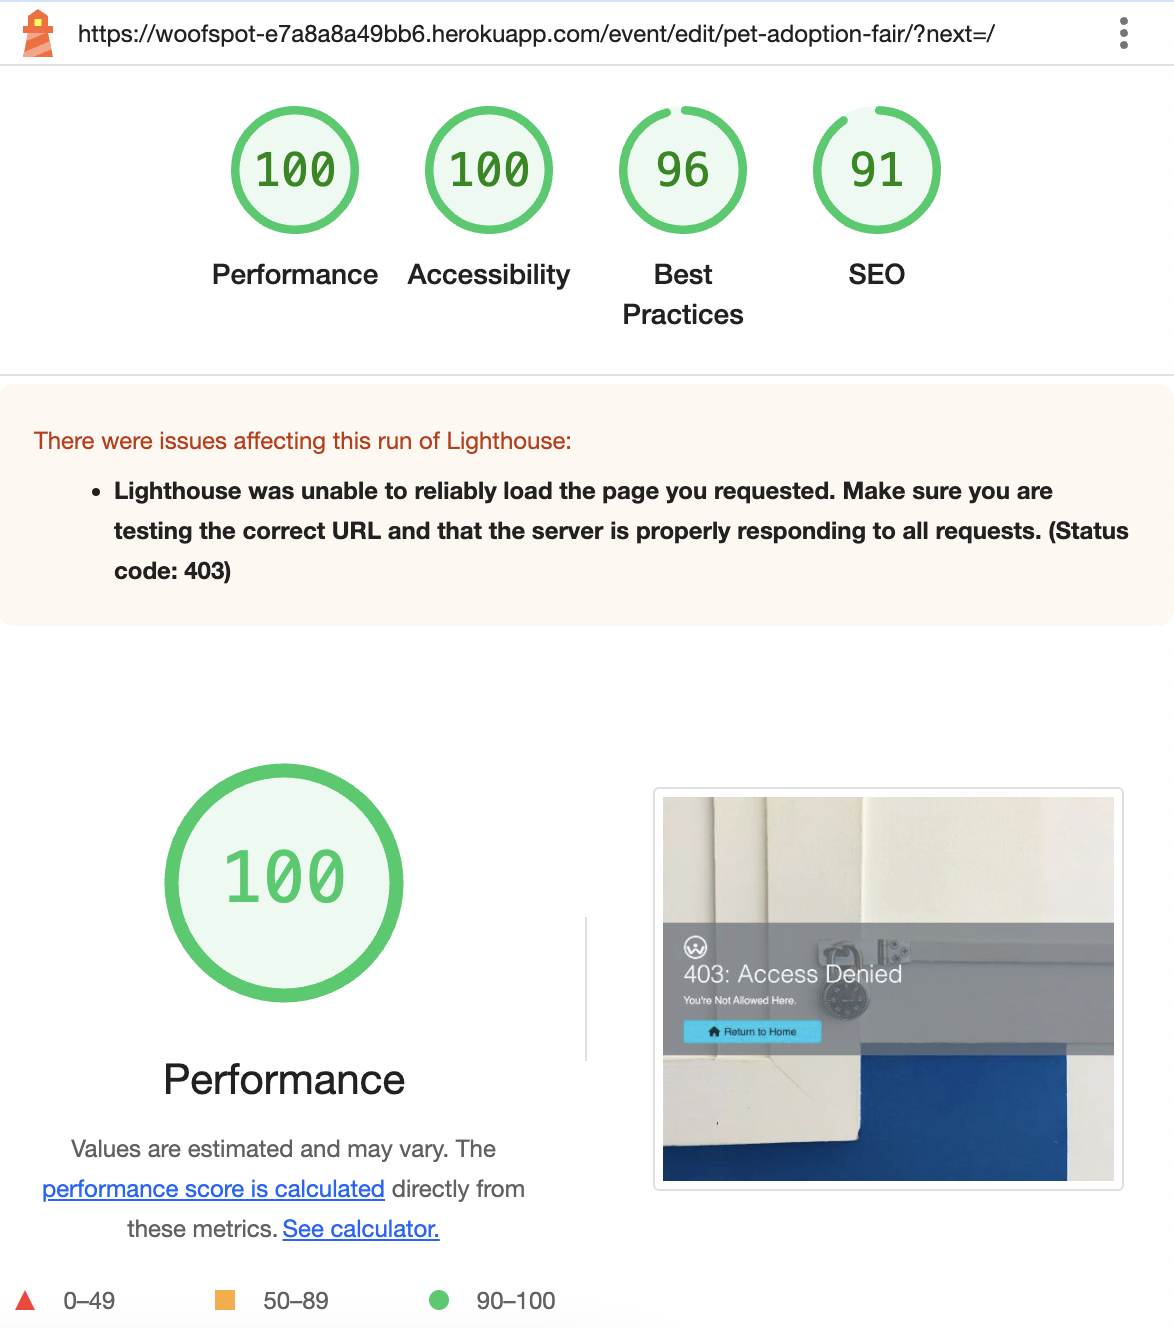 https://woofspot-e7a8a8a49bb6.herokuapp.com/event/edit/pet-adoption-fair/?next=/
100 100 96 91
Performance Accessibility Best Practices SEO
There were issues affecting this run of Lighthouse:
• Lighthouse was unable to reliably load the page you requested. Make sure you are
testing the correct URL and that the server is properly responding to all requests. (Status
code: 403)
100
Performance
Values are estimated and may vary. The
performance score is calculated directly from
these metrics. See calculator.
0–49 50–89 90–100
403: Access Denied
You're Not Allowed Here.
Return to Home